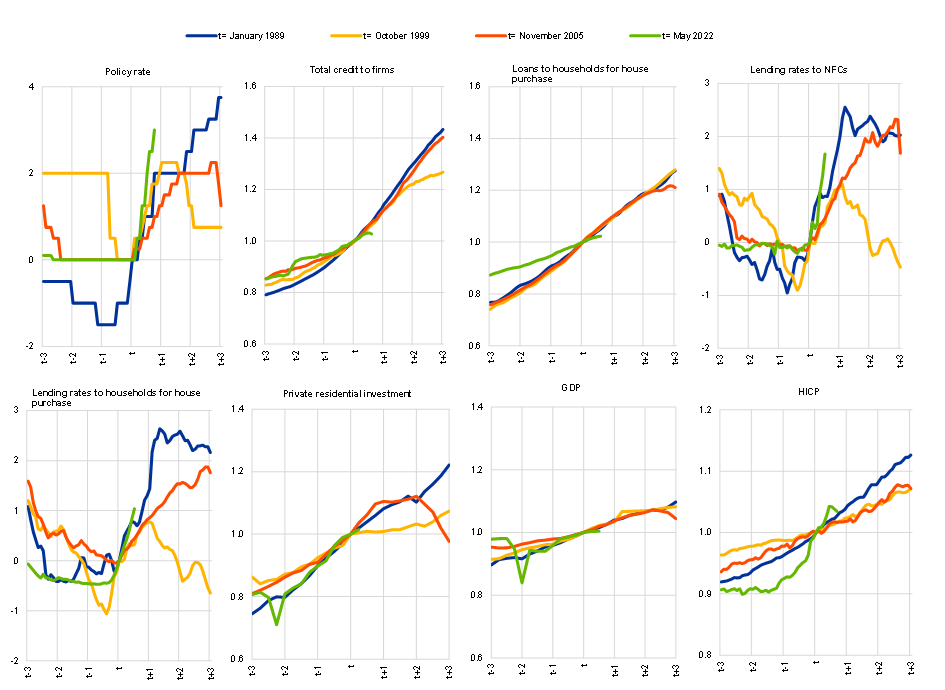 t= January 1989
t= October 1999
t= November 2005
t= May 2022
Policy rate
4
2
0
-2
t-3
t-2
t-1
t
t+1
t+2
t+3
Total credit to firms
1.6
1.4
1.2
1.0
0.8
0.6
t-3
t-2
t-1
t
t+1
t+2
t+3
Loans to households for house
purchase
1.6
1.4
1.2
1.0
0.8
0.6
t-3
t-2
t-1
t
t+1
t+2
t+3
Lending rates to NFCs
3
2
1
0
-1
-2
t-3
t-2
t-1
t
t+1
t+2
t+3
Lending rates to households for house
purchase
3
2
1
0
-1
-2
t-3
t-2
t-1
t
t+1
t+2
t+3
Private residential investment
1.4
1.2
1.0
0.8
0.6
t-3
t-2
t-1
t
t+1
t+2
t+3
GDP
1.4
1.2
1.0
0.8
0.6
t-3
t-2
t-1
t
t+1
t+2
t+3
HICP
1.2
1.1
1.0
0.9
0.8
t-3
t-2
t-1
t
t+1
t+2
t+3